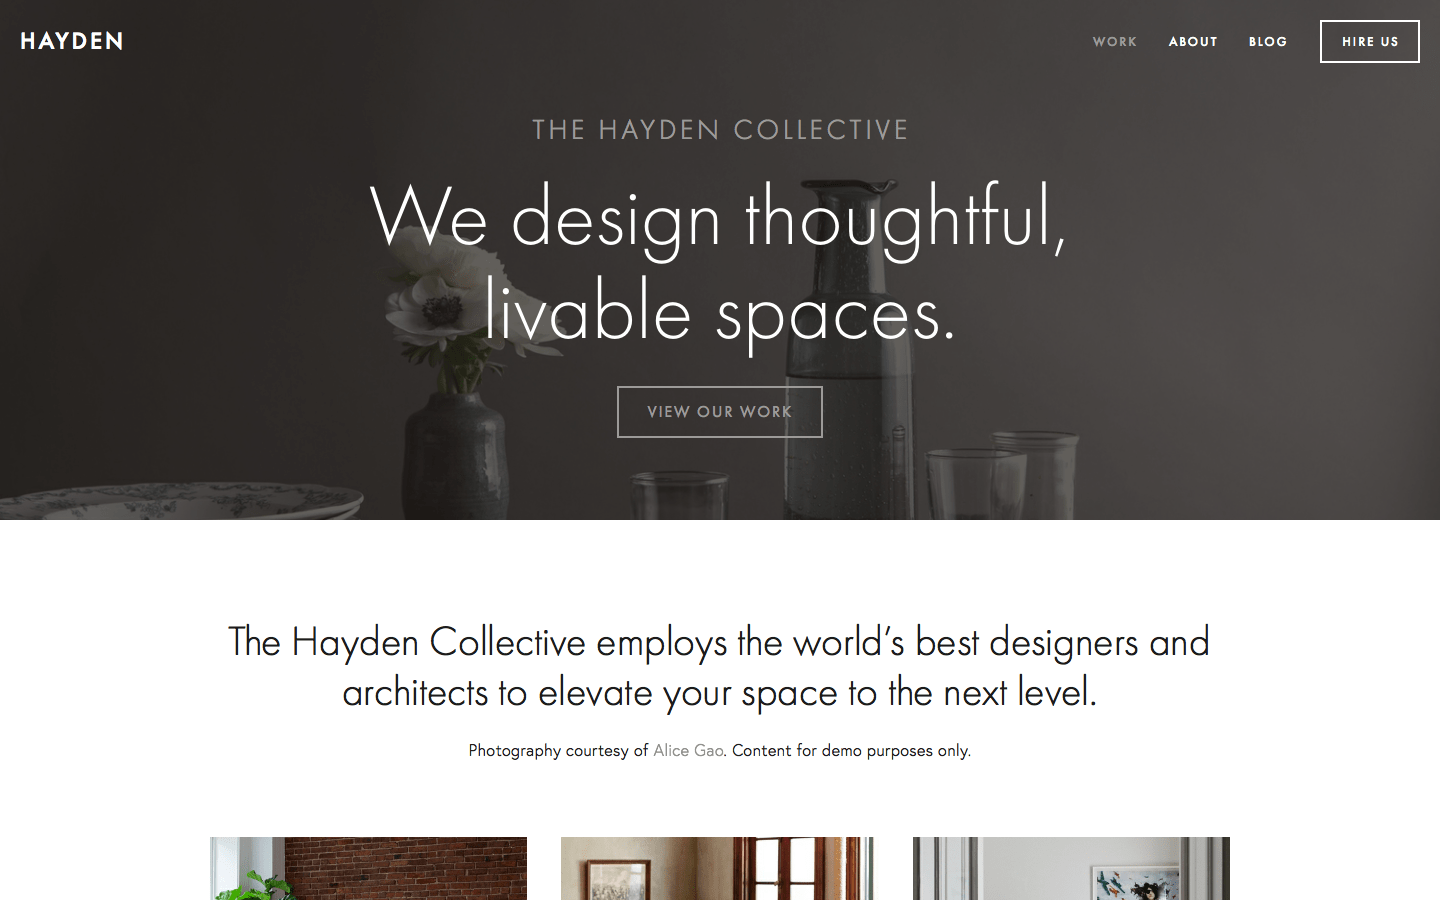 HAYDEN
WORK ABOUT BLOG HIRE US
THE HAYDEN COLLECTIVE
We design thoughtful,
livable spaces.
VIEW OUR WORK
The Hayden Collective employs the world’s best designers and
architects to elevate your space to the next level.
Photography courtesy of Alice Gao. Content for demo purposes only.